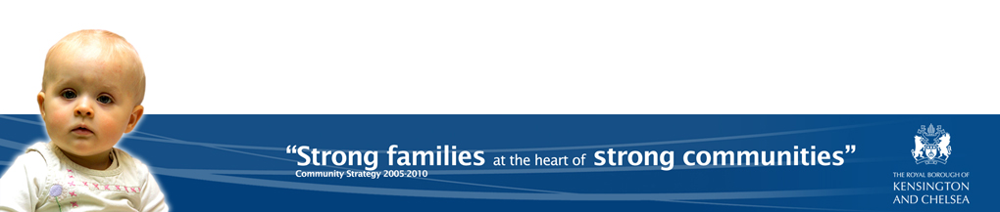 “Strong families at the heart of strong communities”
Community Strategy 2005-2010
THE ROYAL BOROUGH OF
KENSINGTON
AND CHELSEA